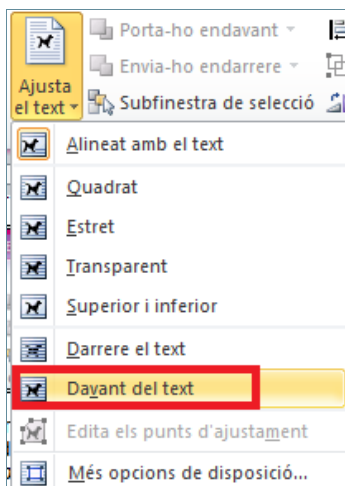 Porta-ho endavant
Envia-ho endarrere
Ajusta
el text
Subfinestra de selecció
Alineat amb el text
Quadrat
Estret
Transparent
Superior i inferior
Darrere el text
Davant del text
Edita els punts d'ajustament
Més opcions de disposició...